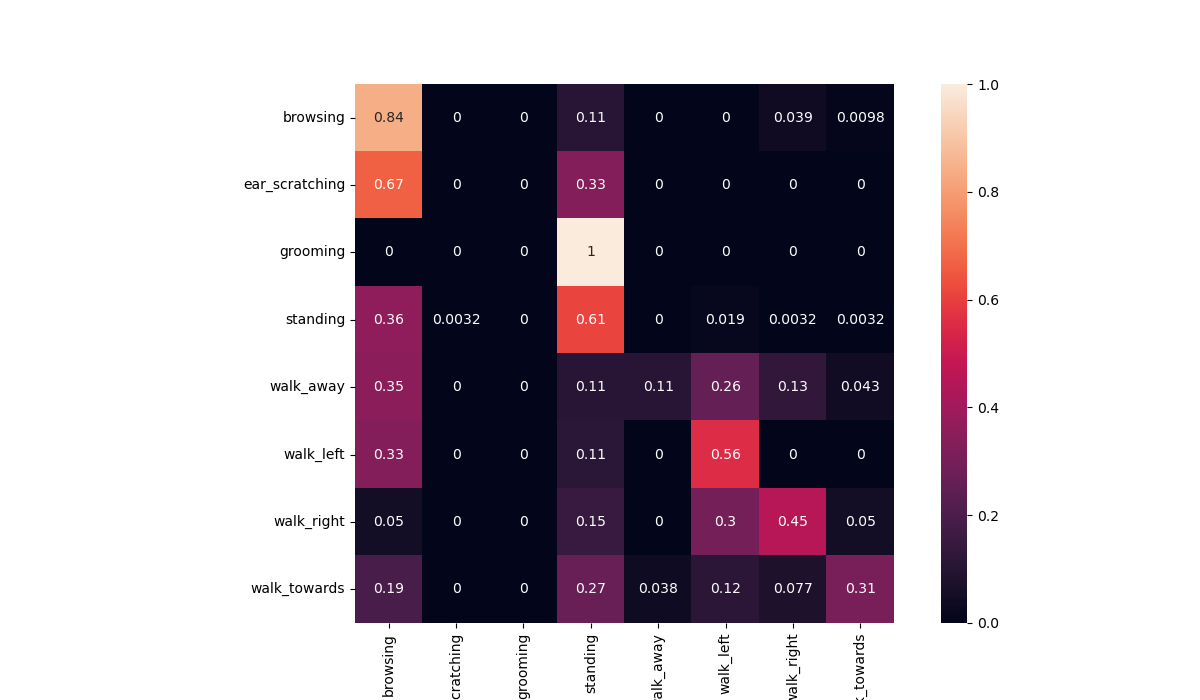 browsing 0.84 0 0 0.11 0 0 0.039 0.0098
ear_scratching 0.67 0 0 0.33 0 0 0 0
grooming 0 0 0 1 0 0 0 0
standing 0.36 0.0032 0 0.61 0 0.019 0.0032 0.0032
walk_away 0.35 0 0 0.11 0.11 0.26 0.13 0.043
walk_left 0.33 0 0 0.11 0 0.56 0 0
walk_right 0.05 0 0 0.15 0 0.3 0.45 0.05
walk_towards 0.19 0 0 0.27 0.038 0.12 0.077 0.31
browsing
cratching
grooming
standing
alk_away
walk_left
walk_right
k_towards
1.0
0.8
0.6
0.4
0.2
0.0